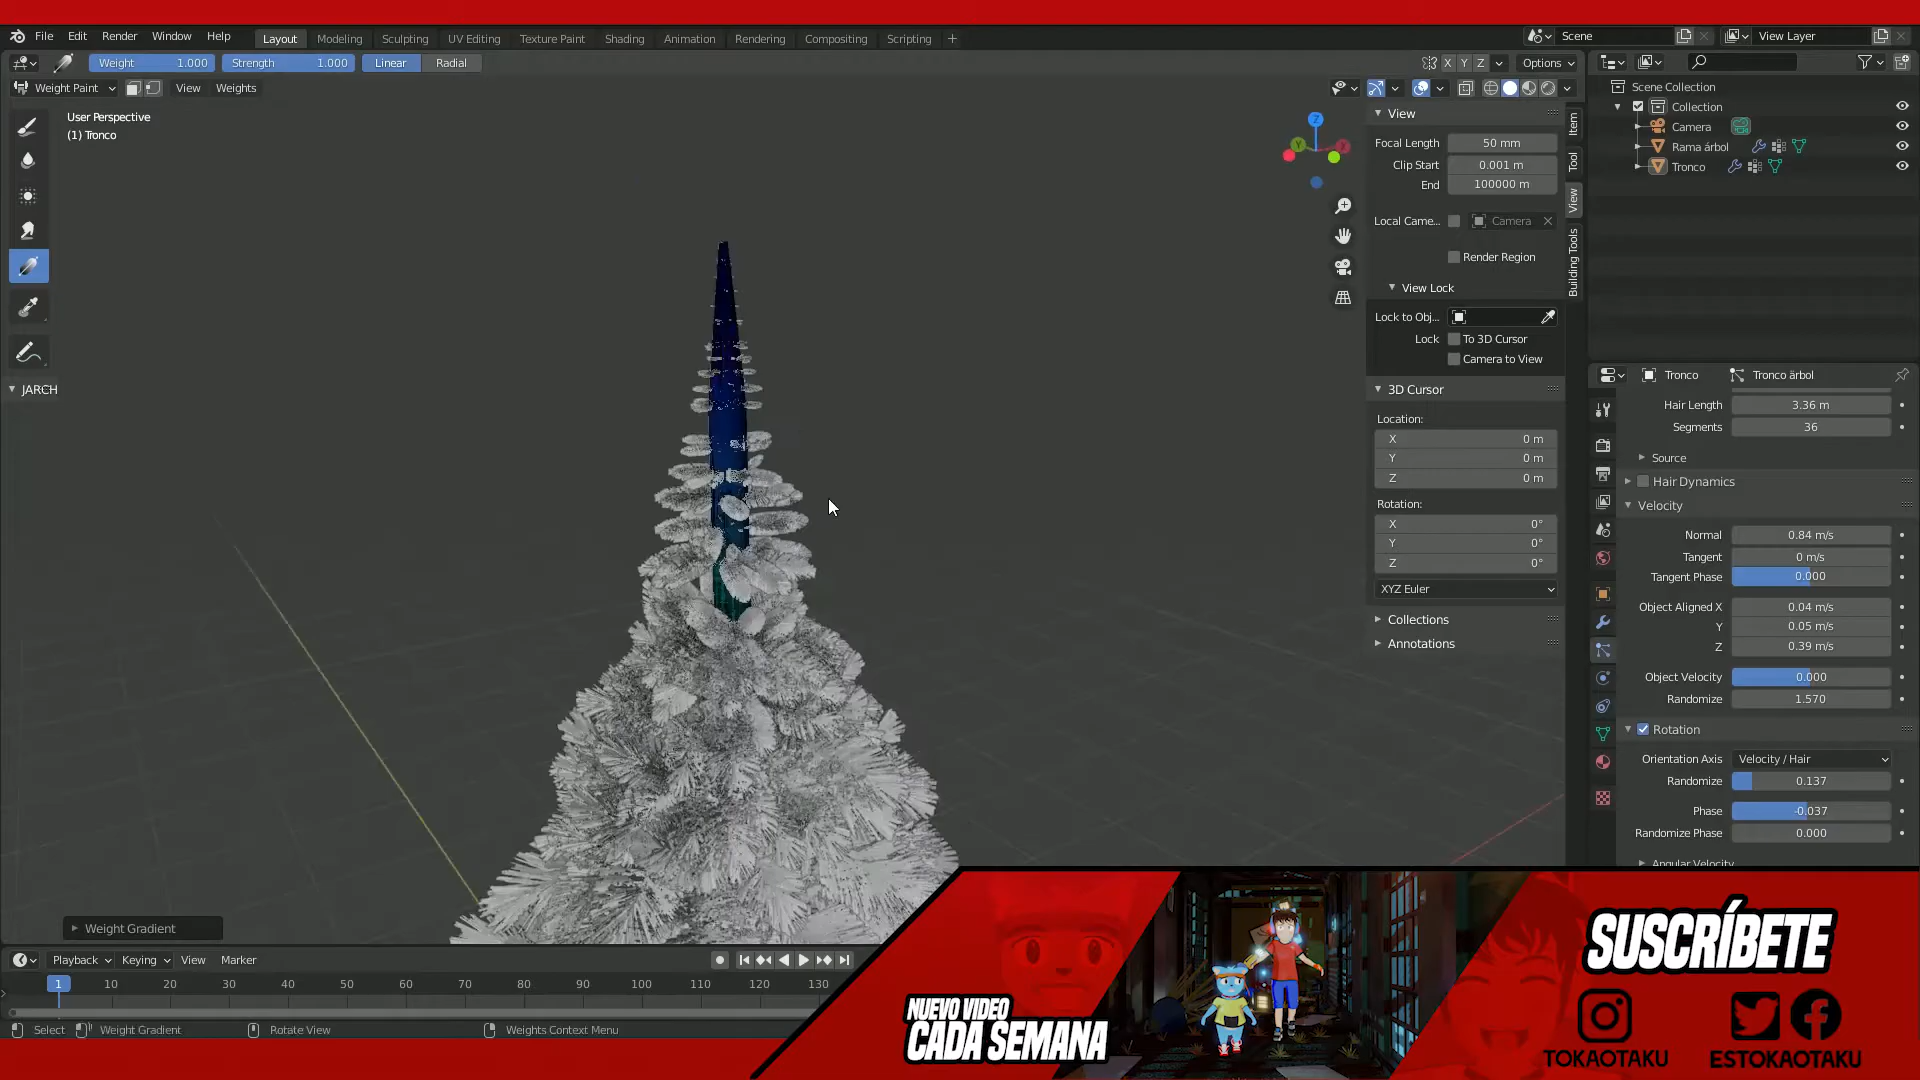 File Edit Render Window Help Layout Modeling Sculpting UV Editing Texture Paint Shading Animation Rendering Compositing Scripting + Scene View Layer
Weight 1.000 Strength 1.000 Linear Radial X Y Z Options
Weight Paint View Weights
User Perspective
(1) Tronco
JARCH
View
Focal Length 50 mm
Clip Start 0.001 m
End 100000 m
Local Came... Camera
Render Region
View Lock
Lock to Obj...
Lock To 3D Cursor
Camera to View
3D Cursor
Location:
X 0 m
Y 0 m
Z 0 m
Rotation:
X 0°
Y 0°
Z 0°
XYZ Euler
Collections
Annotations
Item
Tool
View
Building Tools
Scene Collection
Collection
Camera
Rama árbol
Tronco
Tronco Tronco árbol
Hair Length 3.36 m
Segments 36
Source
Hair Dynamics
Velocity
Normal 0.84 m/s
Tangent 0 m/s
Tangent Phase 0.000
Object Aligned X 0.04 m/s
Y 0.05 m/s
Z 0.39 m/s
Object Velocity 0.000
Randomize 1.570
Rotation
Orientation Axis Velocity / Hair
Randomize 0.137
Phase -0.037
Randomize Phase 0.000
Angular Velocity
Weight Gradient
Playback Keying View Marker
1 10 20 30 40 50 60 70 80 90 100 110 120 130
Select Weight Gradient Rotate View Weights Context Menu
NUEVO VIDEO
CADA SEMANA
SUSCRÍBETE
TOKAOTAKU ESTOKAOTAKU